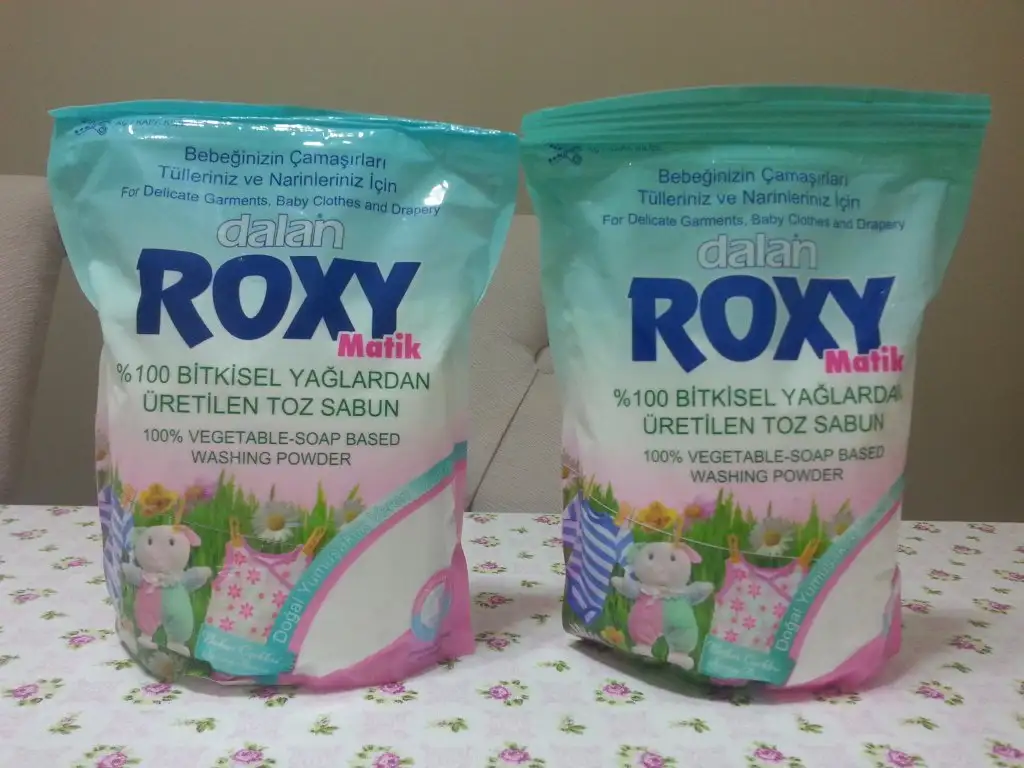 Bebeğinizin Çamaşırları
Tülleriniz ve Narinleriniz İçin
For Delicate Garments, Baby Clothes and Drapery
dalan
ROXY
Matik
%100 BİTKİSEL YAĞLARDAN
ÜRETİLEN TOZ SABUN
100% VEGETABLE-SOAP BASED
WASHING POWDER
Doğal
Bebeğinizin Çamaşırları
Tülleriniz ve Narinleriniz İçin
For Delicate Garments, Baby Clothes and Drapery
dalan
ROXY
Matik
%100 BİTKİSEL YAĞLARDAN
ÜRETİLEN TOZ SABUN
100% VEGETABLE-SOAP BASED
WASHING POWDER
Doğal